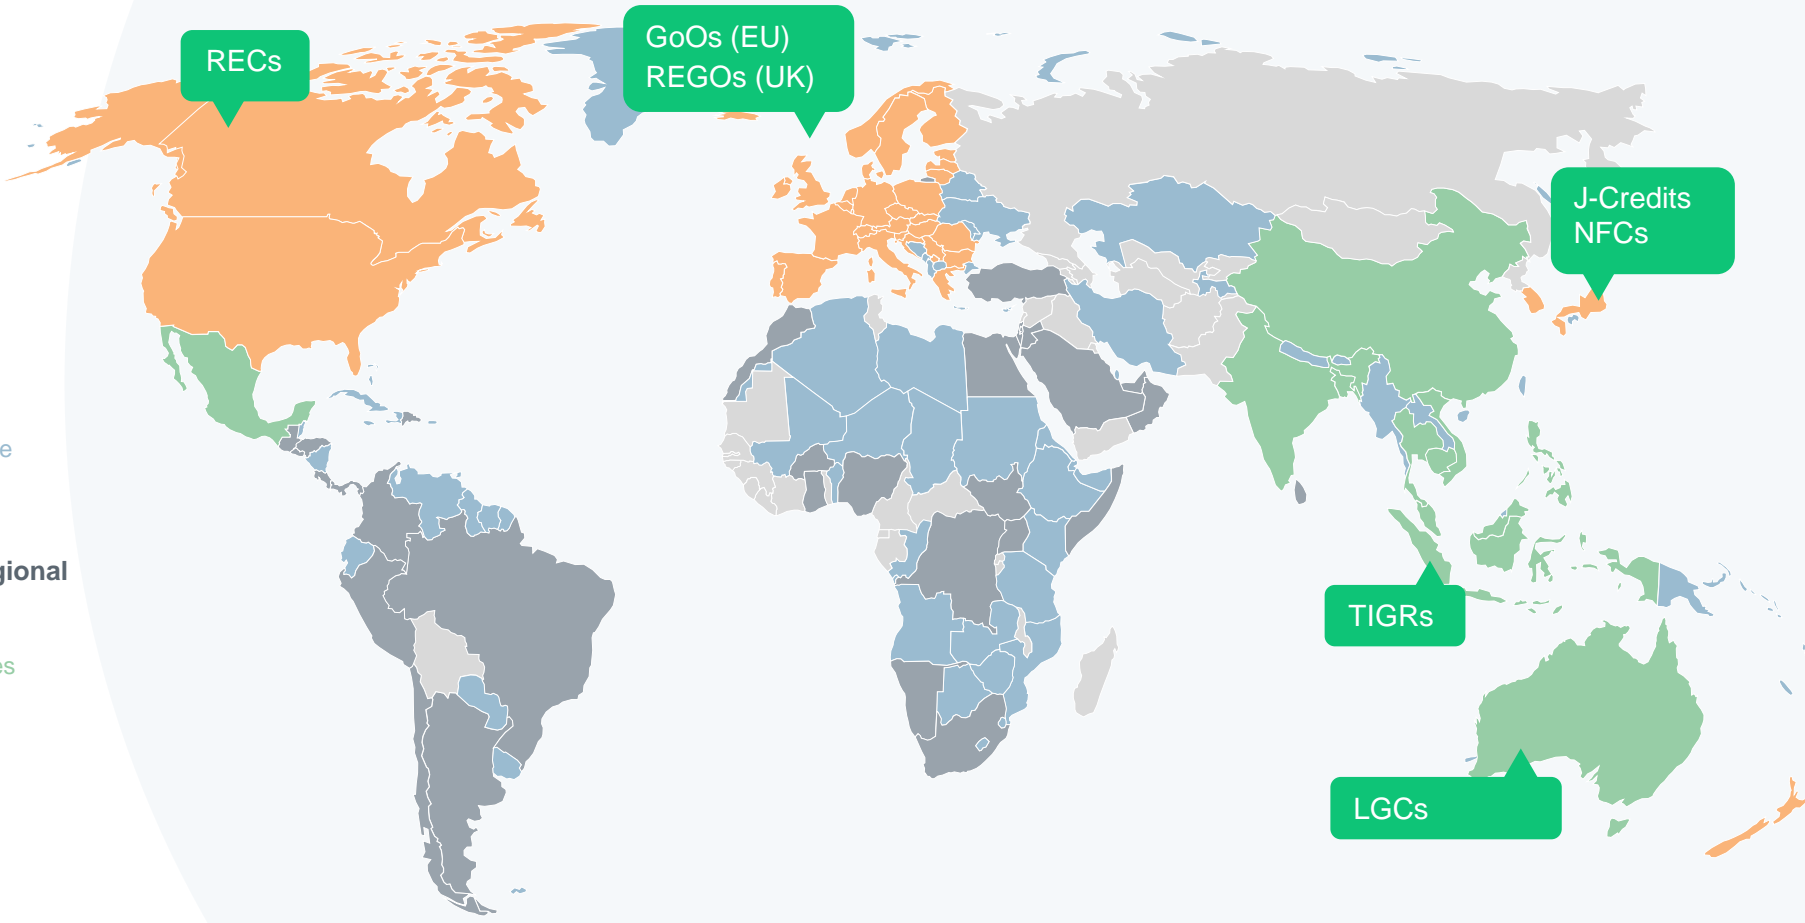 RECs
GoOs (EU)
REGOs (UK)
J-Credits
NFCs
TIGRs
LGCs